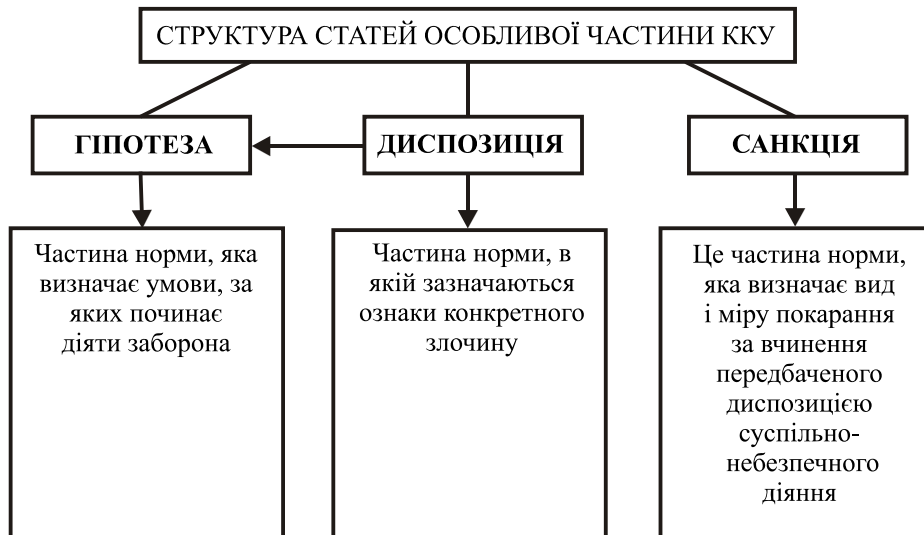 СТРУКТУРА СТАТЕЙ ОСОБЛИВОЇ ЧАСТИНИ ККУ
ГІПОТЕЗА
ДИСПОЗИЦІЯ
САНКЦІЯ
Частина норми, яка
визначає умови, за
яких починає
діяти заборона
Частина норми, в
якій зазначаються
ознаки конкретного
злочину
Це частина норми,
яка визначає вид
і міру покарання
за вчинення
передбаченого
диспозицією
суспільно-
небезпечного
діяння